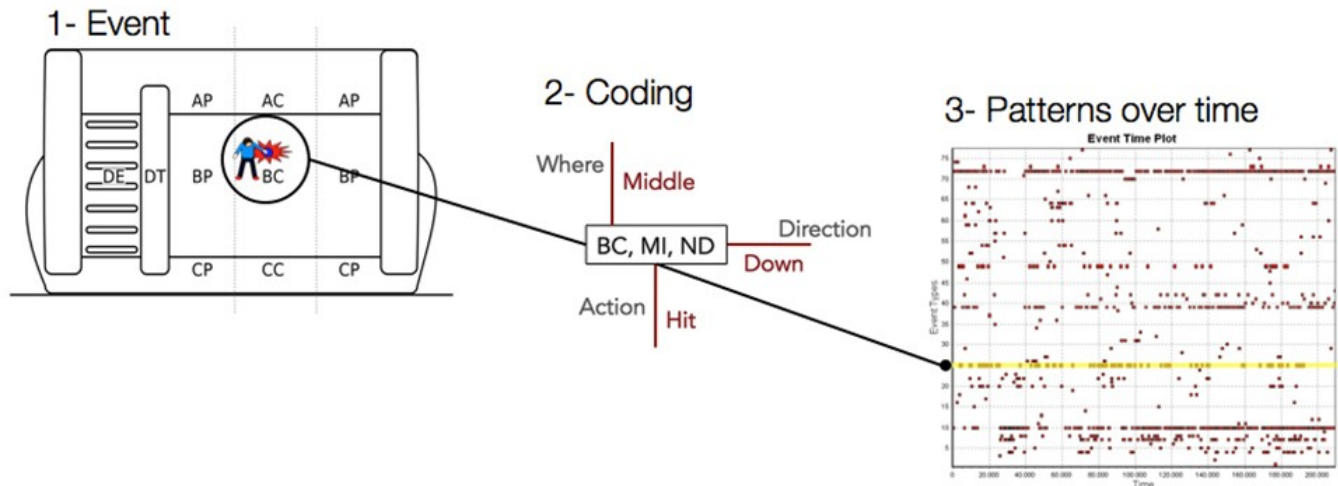 1- Event
AP AC AP
DE DT BP BC BP
CP CC CP
2- Coding
Where
Middle
BC, MI, ND
Direction
Down
Action
Hit
3- Patterns over time
Event Time Plot
Event Types
75
70
65
60
55
50
45
40
35
30
25
20
15
10
5
0 20.000 40.000 60.000 80.000 100.000 120.000 140.000 160.000 180.000 200.000
Time